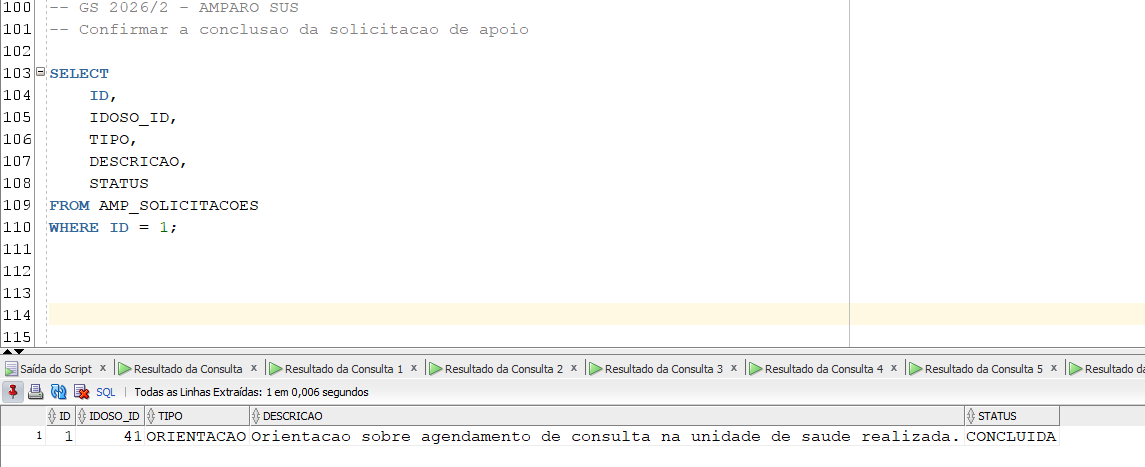 100 -- GS 2026/2 - AMPARO SUS
101 -- Confirmar a conclusao da solicitacao de apoio
102
103 SELECT
104 ID,
105 IDOSO_ID,
106 TIPO,
107 DESCRICAO,
108 STATUS
109 FROM AMP_SOLICITACOES
110 WHERE ID = 1;
111
112
113
114
115
Saída do Script x Resultado da Consulta x Resultado da Consulta 1 x Resultado da Consulta 2 x Resultado da Consulta 3 x Resultado da Consulta 4 x Resultado da Consulta 5 x Resultado da
SQL | Todas as Linhas Extraídas: 1 em 0,006 segundos
ID IDOSO_ID TIPO DESCRICAO STATUS
1 1 41 ORIENTACAO Orientacao sobre agendamento de consulta na unidade de saude realizada. CONCLUIDA